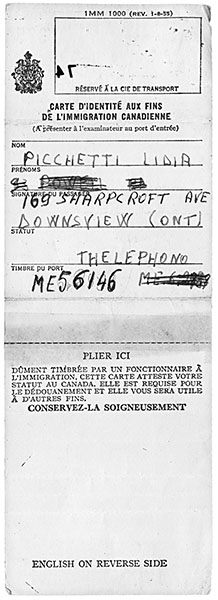 IMM 1000 (REV. 1-8-55)
RÉSERVÉ À LA CIE DE TRANSPORT
CARTE D'IDENTITÉ AUX FINS
DE L'IMMIGRATION CANADIENNE
(À présenter à l'examinateur au port d'entrée)
NOM
PICCHETTI LIDIA
PRÉNOMS
SIGNATURE DU PASSAGER
169 SHARPCROFT AVE
DOWNSVIEW (ONT)
STATUT
THELEPHONO
TIMBRE DU PORT
ME56146
PLIER ICI
DÛMENT TIMBRÉE PAR UN FONCTIONNAIRE À
L'IMMIGRATION, CETTE CARTE ATTESTE VOTRE
STATUT AU CANADA. ELLE EST REQUISE POUR
LE DÉDOUANEMENT ET ELLE VOUS SERA UTILE
À D'AUTRES FINS.
CONSERVEZ-LA SOIGNEUSEMENT
ENGLISH ON REVERSE SIDE